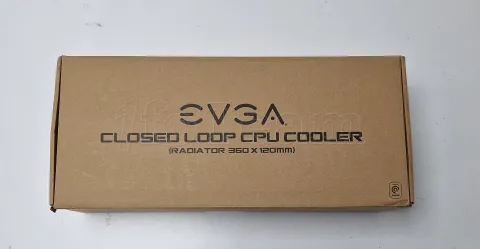 EVGA
CLOSED LOOP CPU COOLER
(RADIATOR 360 X 120MM)